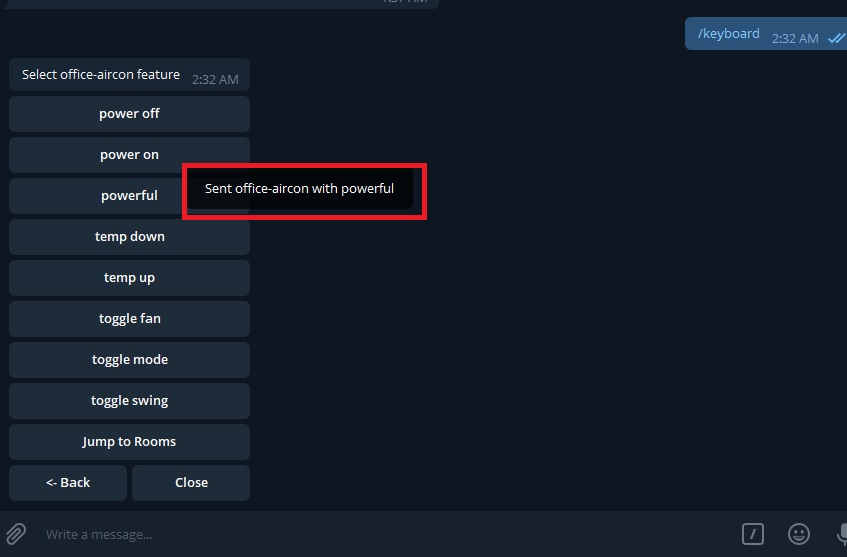 /keyboard 2:32 AM
Select office-aircon feature 2:32 AM
power off
power on
powerful
Sent office-aircon with powerful
temp down
temp up
toggle fan
toggle mode
toggle swing
Jump to Rooms
<- Back Close
Write a message...
/